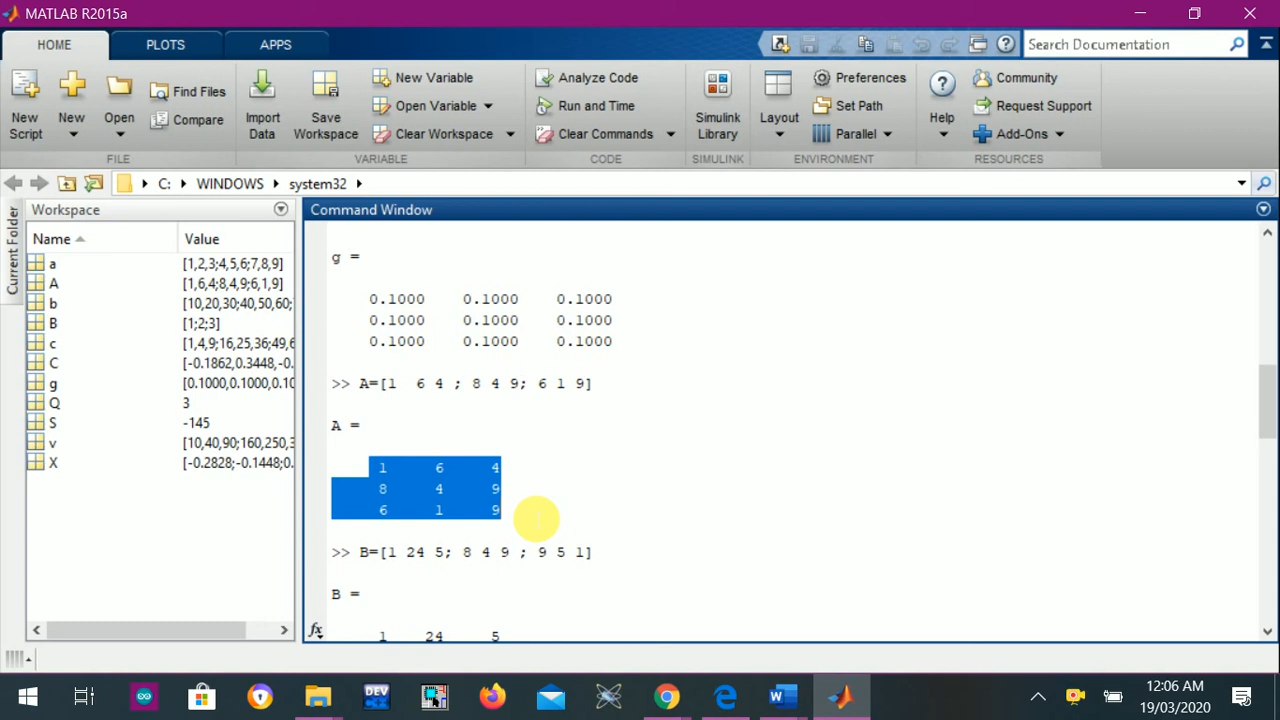 MATLAB R2015a
HOME PLOTS APPS Search Documentation
New Script
New
Open
Find Files
Compare
Import Data
Save Workspace
New Variable
Open Variable
Clear Workspace
Analyze Code
Run and Time
Clear Commands
Simulink Library
Layout
Preferences
Set Path
Parallel
Help
Community
Request Support
Add-Ons
FILE VARIABLE CODE SIMULINK ENVIRONMENT RESOURCES
C: WINDOWS system32
Current Folder
Workspace
Name Value
a [1,2,3;4,5,6;7,8,9]
A [1,6,4;8,4,9;6,1,9]
b [10,20,30;40,50,60;
B [1;2;3]
c [1,4,9;16,25,36;49,6
C [-0.1862,0.3448,-0.
g [0.1000,0.1000,0.10
Q 3
S -145
v [10,40,90;160,250,3
X [-0.2828;-0.1448;0.
Command Window
g =
0.1000 0.1000 0.1000
0.1000 0.1000 0.1000
0.1000 0.1000 0.1000
>> A=[1 6 4 ; 8 4 9; 6 1 9]
A =
1 6 4
8 4 9
6 1 9
>> B=[1 24 5; 8 4 9 ; 9 5 1]
B =
1 24 5
fx
DEV
12:06 AM
19/03/2020